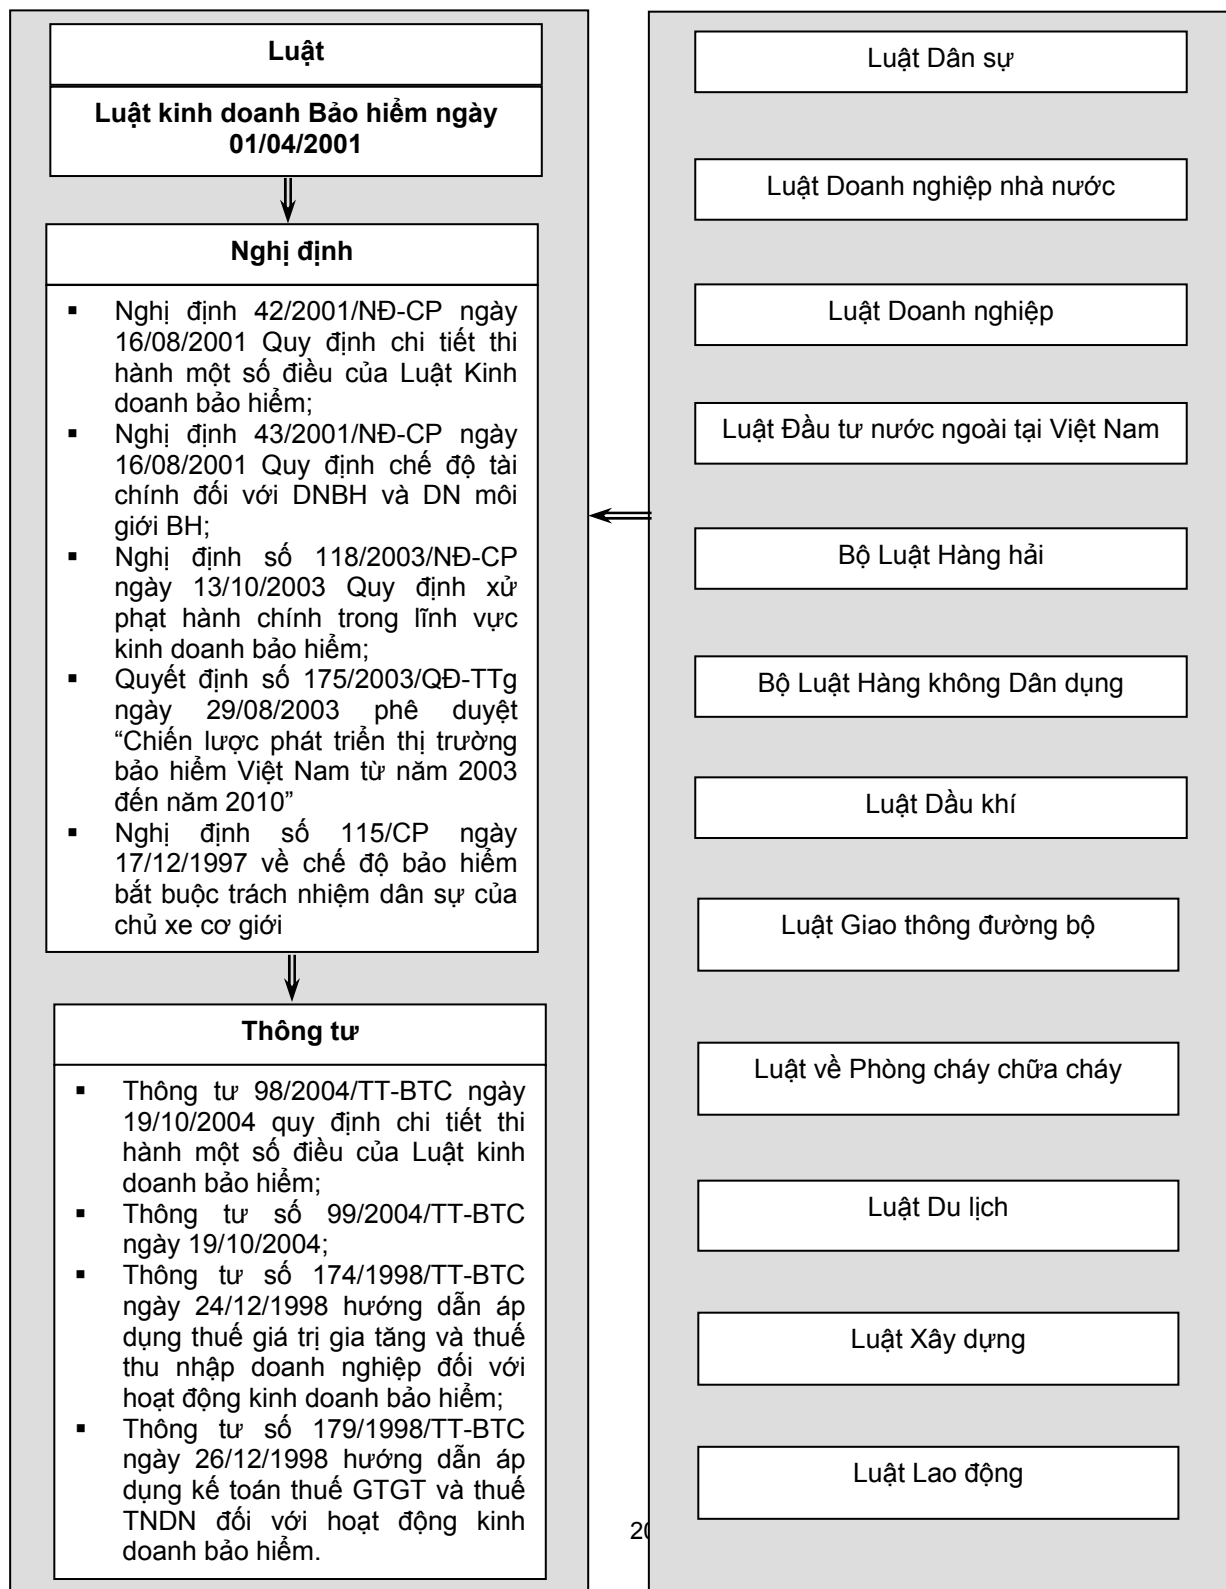 Luật
Luật kinh doanh Bảo hiểm ngày
01/04/2001
Nghị định
▪ Nghị định 42/2001/NĐ-CP ngày
16/08/2001 Quy định chi tiết thi
hành một số điều của Luật Kinh
doanh bảo hiểm;
▪ Nghị định 43/2001/NĐ-CP ngày
16/08/2001 Quy định chế độ tài
chính đối với DNBH và DN môi
giới BH;
▪ Nghị định số 118/2003/NĐ-CP
ngày 13/10/2003 Quy định xử
phạt hành chính trong lĩnh vực
kinh doanh bảo hiểm;
▪ Quyết định số 175/2003/QĐ-TTg
ngày 29/08/2003 phê duyệt
“Chiến lược phát triển thị trường
bảo hiểm Việt Nam từ năm 2003
đến năm 2010”
▪ Nghị định số 115/CP ngày
17/12/1997 về chế độ bảo hiểm
bắt buộc trách nhiệm dân sự của
chủ xe cơ giới
Thông tư
▪ Thông tư 98/2004/TT-BTC ngày
19/10/2004 quy định chi tiết thi
hành một số điều của Luật kinh
doanh bảo hiểm;
▪ Thông tư số 99/2004/TT-BTC
ngày 19/10/2004;
▪ Thông tư số 174/1998/TT-BTC
ngày 24/12/1998 hướng dẫn áp
dụng thuế giá trị gia tăng và thuế
thu nhập doanh nghiệp đối với
hoạt động kinh doanh bảo hiểm;
▪ Thông tư số 179/1998/TT-BTC
ngày 26/12/1998 hướng dẫn áp
dụng kế toán thuế GTGT và thuế
TNDN đối với hoạt động kinh
doanh bảo hiểm.
Luật Dân sự
Luật Doanh nghiệp nhà nước
Luật Doanh nghiệp
Luật Đầu tư nước ngoài tại Việt Nam
Bộ Luật Hàng hải
Bộ Luật Hàng không Dân dụng
Luật Dầu khí
Luật Giao thông đường bộ
Luật về Phòng cháy chữa cháy
Luật Du lịch
Luật Xây dựng
Luật Lao động